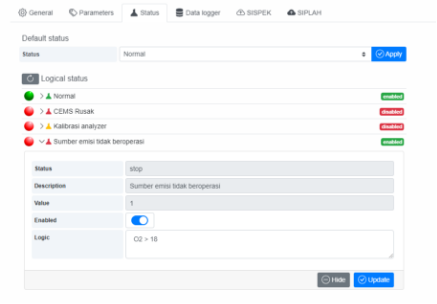 General Parameters Status Data logger SISPEK SIPLAH
Default status
Status Normal Apply
Logical status
Normal enabled
CEMS Rusak disabled
Kalibrasi analyzer disabled
Sumber emisi tidak beroperasi enabled
Status stop
Description Sumber emisi tidak beroperasi
Value 1
Enabled
Logic O2 > 18
Hide Update